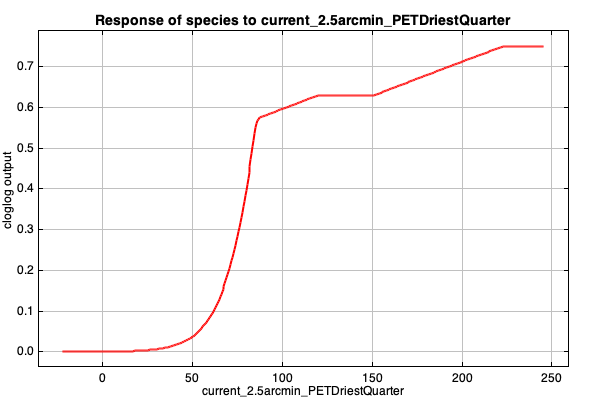 Response of species to current_2.5arcmin_PETDriestQuarter
cloglog output
0.7
0.6
0.5
0.4
0.3
0.2
0.1
0.0
0 50 100 150 200 250
current_2.5arcmin_PETDriestQuarter